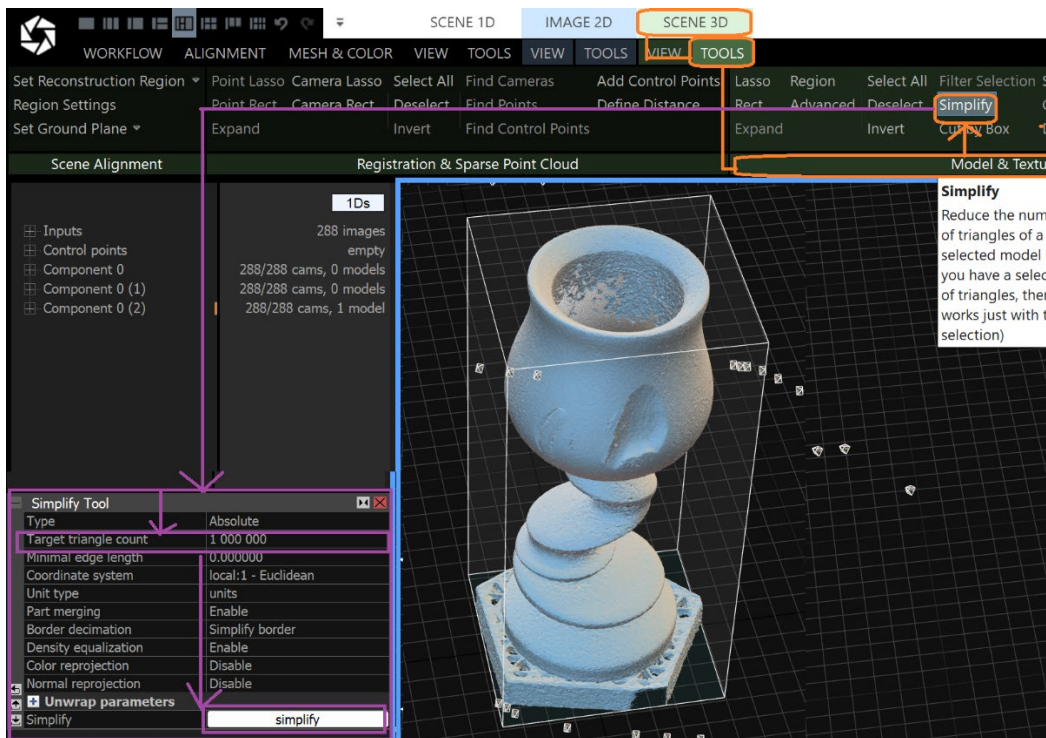 SCENE 1D IMAGE 2D SCENE 3D
WORKFLOW ALIGNMENT MESH & COLOR VIEW TOOLS VIEW TOOLS VIEW TOOLS
Set Reconstruction Region Point Lasso Camera Lasso Select All Find Cameras Add Control Points Lasso Region Select All Filter Selection S
Region Settings Point Rect Camera Rect Deselect Find Points Define Distance Rect Advanced Deselect Simplify
Set Ground Plane Expand Invert Find Control Points Expand Invert Cut by Box
Scene Alignment Registration & Sparse Point Cloud Model & Textu
Simplify
Reduce the num
of triangles of a
selected model
you have a selec
of triangles, ther
works just with t
selection)
1Ds
Inputs 288 images
Control points empty
Component 0 288/288 cams, 0 models
Component 0 (1) 288/288 cams, 0 models
Component 0 (2) 288/288 cams, 1 model
Simplify Tool
Type Absolute
Target triangle count 1 000 000
Minimal edge length 0.000000
Coordinate system local:1 - Euclidean
Unit type units
Part merging Enable
Border decimation Simplify border
Density equalization Enable
Color reprojection Disable
Normal reprojection Disable
Unwrap parameters
Simplify simplify